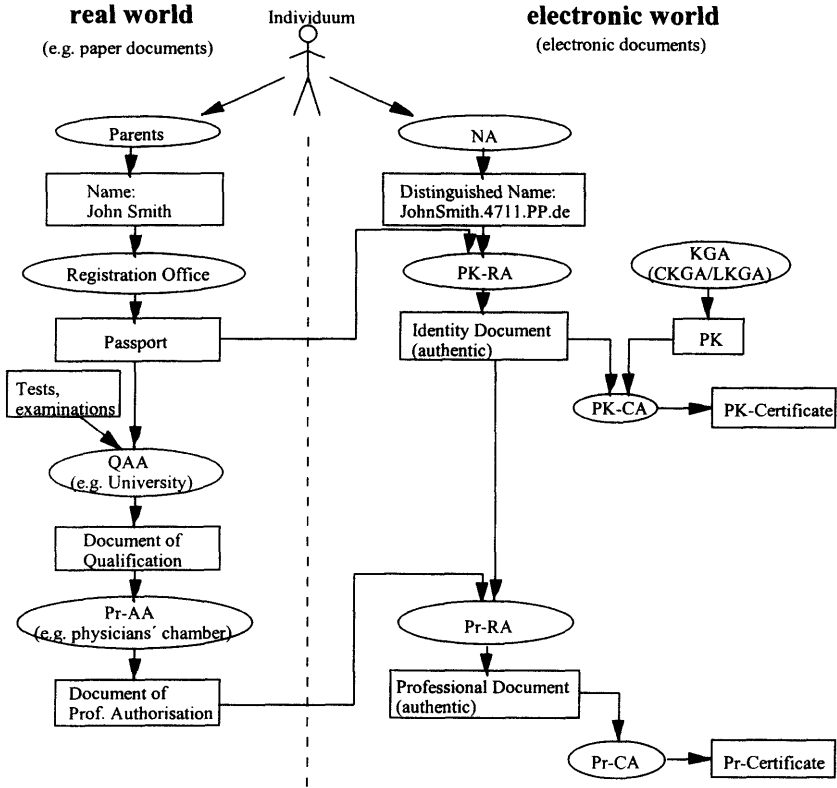 real world
(e.g. paper documents)
Individuum
electronic world
(electronic documents)
Parents
NA
Name:
John Smith
Distinguished Name:
JohnSmith.4711.PP.de
Registration Office
PK-RA
KGA
(CKGA/LKGA)
Passport
Identity Document
(authentic)
PK
Tests,
examinations
PK-CA
PK-Certificate
QAA
(e.g. University)
Document of
Qualification
Pr-AA
(e.g. physicians´ chamber)
Pr-RA
Document of
Prof. Authorisation
Professional Document
(authentic)
Pr-CA
Pr-Certificate